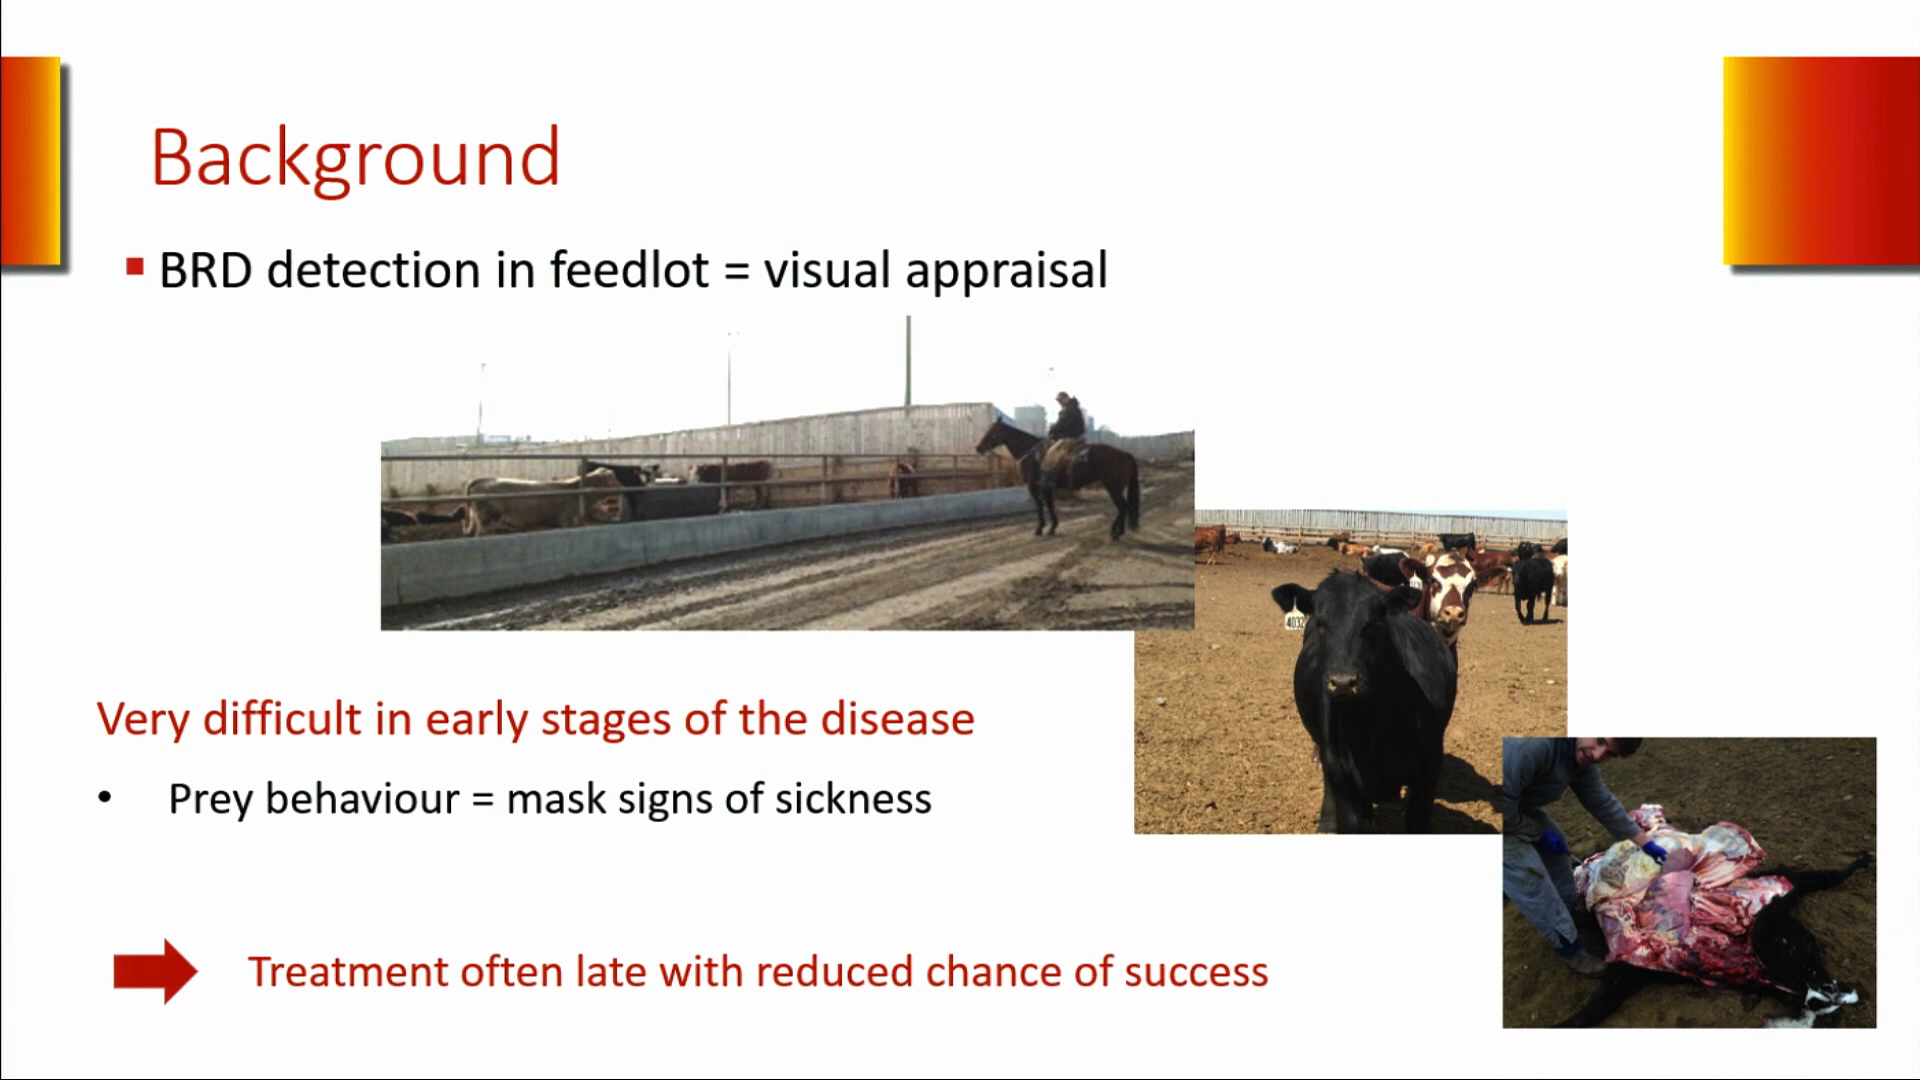 Background
▪ BRD detection in feedlot = visual appraisal
4032
Very difficult in early stages of the disease
• Prey behaviour = mask signs of sickness
Treatment often late with reduced chance of success